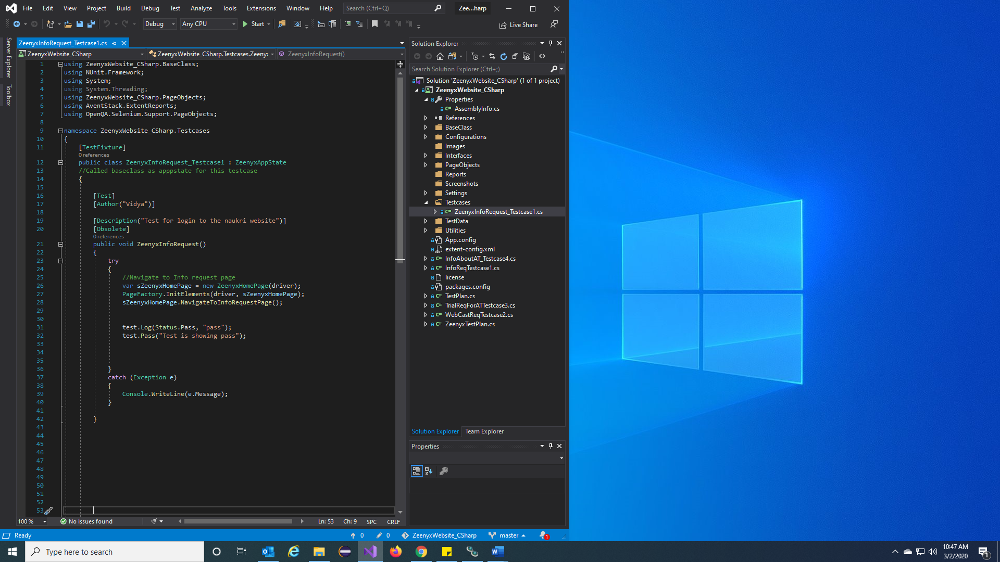 File Edit View Project Build Debug Test Analyze Tools Extensions Window Help Search (Ctrl+Q) Zee...harp
Debug Any CPU Start Live Share
Server Explorer
Toolbox
ZeenyxInfoRequest_Testcase1.cs
ZeenyxWebsite_CSharp ZeenyxWebsite_CSharp.Testcases.Zeeny: ZeenyxInfoRequest()
1 using ZeenyxWebsite_CSharp.BaseClass;
2 using NUnit.Framework;
3 using System;
4 using System.Threading;
5 using ZeenyxWebsite_CSharp.PageObjects;
6 using AventStack.ExtentReports;
7 using OpenQA.Selenium.Support.PageObjects;
8
9 namespace ZeenyxWebsite_CSharp.Testcases
10 {
11 [TestFixture]
0 references
12 public class ZeenyxInfoRequest_Testcase1 : ZeenyxAppState
13 //Called baseclass as apppstate for this testcase
14 {
15
16 [Test]
17 [Author("Vidya")]
18
19 [Description("Test for login to the naukri website")]
20 [Obsolete]
0 references
21 public void ZeenyxInfoRequest()
22 {
23 try
24 {
25 //Navigate to Info request page
26 var sZeenyxHomePage = new ZeenyxHomePage(driver);
27 PageFactory.InitElements(driver, sZeenyxHomePage);
28 sZeenyxHomePage.NavigateToInfoRequestPage();
29
30
31 test.Log(Status.Pass, "pass");
32 test.Pass("Test is showing pass");
33
34
35
36 }
37 catch (Exception e)
38 {
39 Console.WriteLine(e.Message);
40 }
41
42 }
43
44
45
46
47
48
49
50
51
52
53
100 % No issues found Ln: 53 Ch: 9 SPC CRLF
Solution Explorer
Search Solution Explorer (Ctrl+;)
Solution 'ZeenyxWebsite_CSharp' (1 of 1 project)
ZeenyxWebsite_CSharp
Properties
C# AssemblyInfo.cs
References
BaseClass
Configurations
Images
Interfaces
PageObjects
Reports
Screenshots
Settings
Testcases
C# ZeenyxInfoRequest_Testcase1.cs
TestData
Utilities
App.config
extent-config.xml
C# InfoAboutAT_Testcase4.cs
C# InfoReqTestcase1.cs
license
packages.config
C# TestPlan.cs
C# TrialReqForATTestcase3.cs
C# WebCastReqTestcase2.cs
C# ZeenyxTestPlan.cs
Solution Explorer Team Explorer
Properties
Ready 0 0 ZeenyxWebsite_CSharp master 1
Type here to search
10:47 AM
3/2/2020
1